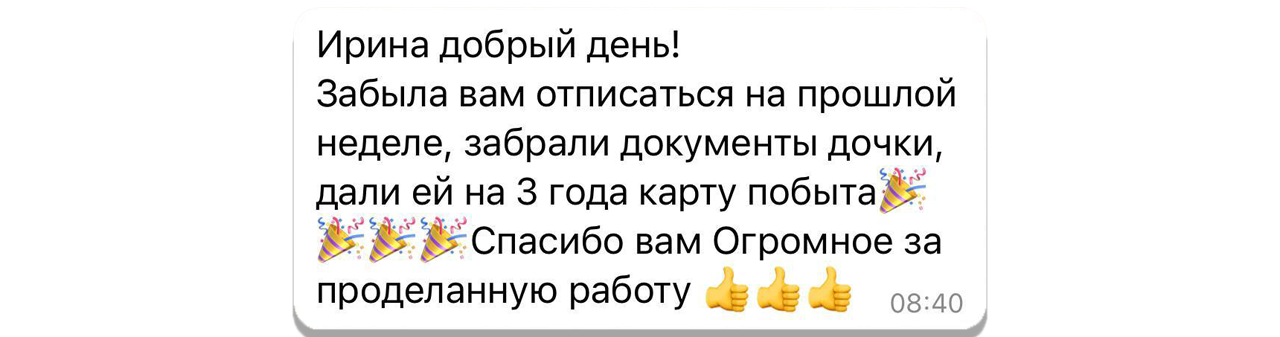 Ирина добрый день!
Забыла вам отписаться на прошлой
неделе, забрали документы дочки,
дали ей на 3 года карту побыта🎉
🎉🎉🎉Спасибо вам Огромное за
проделанную работу 👍👍👍 08:40